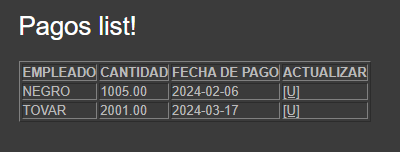 Pagos list!
EMPLEADO CANTIDAD FECHA DE PAGO ACTUALIZAR
NEGRO 1005.00 2024-02-06 [U]
TOVAR 2001.00 2024-03-17 [U]